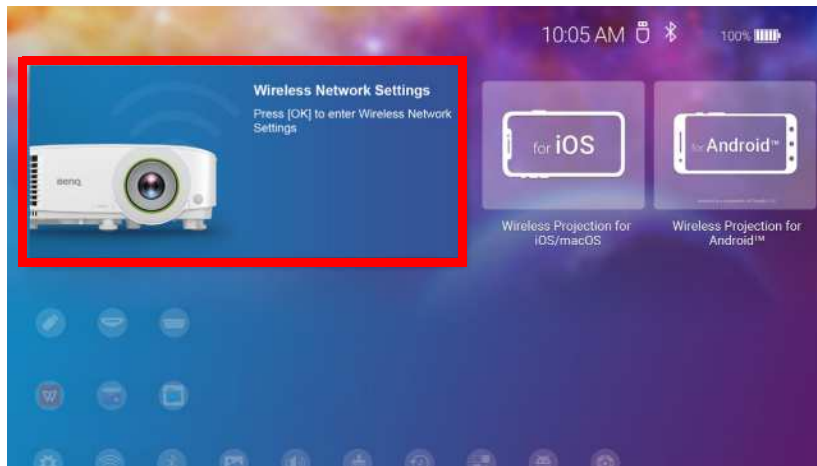 10:05 AM
100%
Wireless Network Settings
Press [OK] to enter Wireless Network
Settings
BenQ
for iOS
for Android™
Wireless Projection for
iOS/macOS
Wireless Projection for
Android™
W